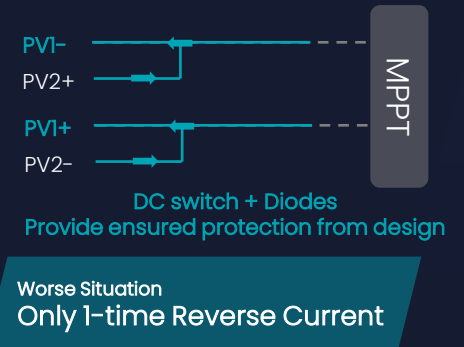 PV1-
PV2+
PV1+
PV2-
MPPT
DC switch + Diodes
Provide ensured protection from design
Worse Situation
Only 1-time Reverse Current